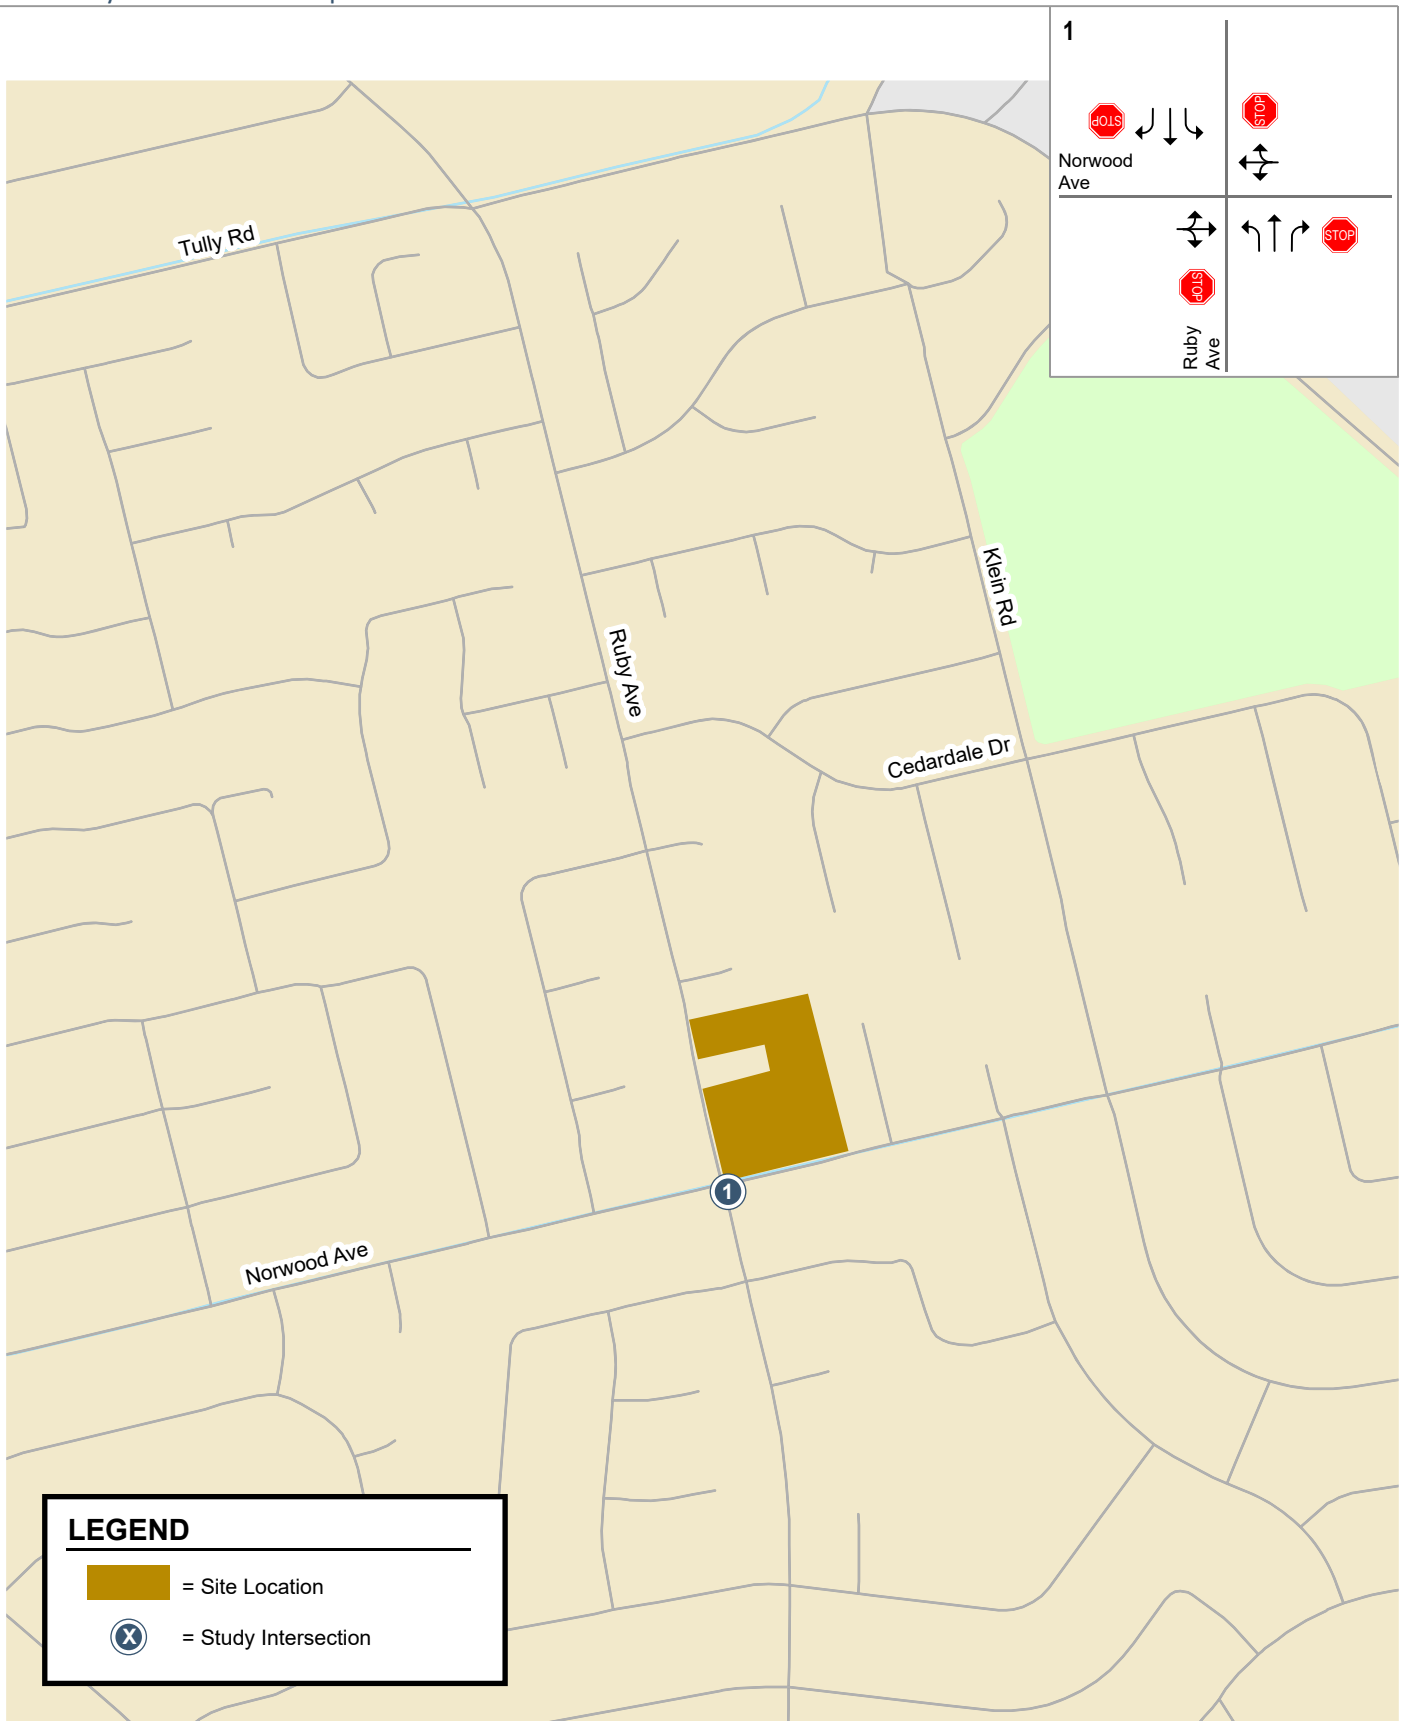 1
STOP
STOP
Norwood
Ave
STOP
STOP
Ruby
Ave
Tully Rd
Klein Rd
Ruby Ave
Cedardale Dr
1
Norwood Ave
LEGEND
= Site Location
X = Study Intersection